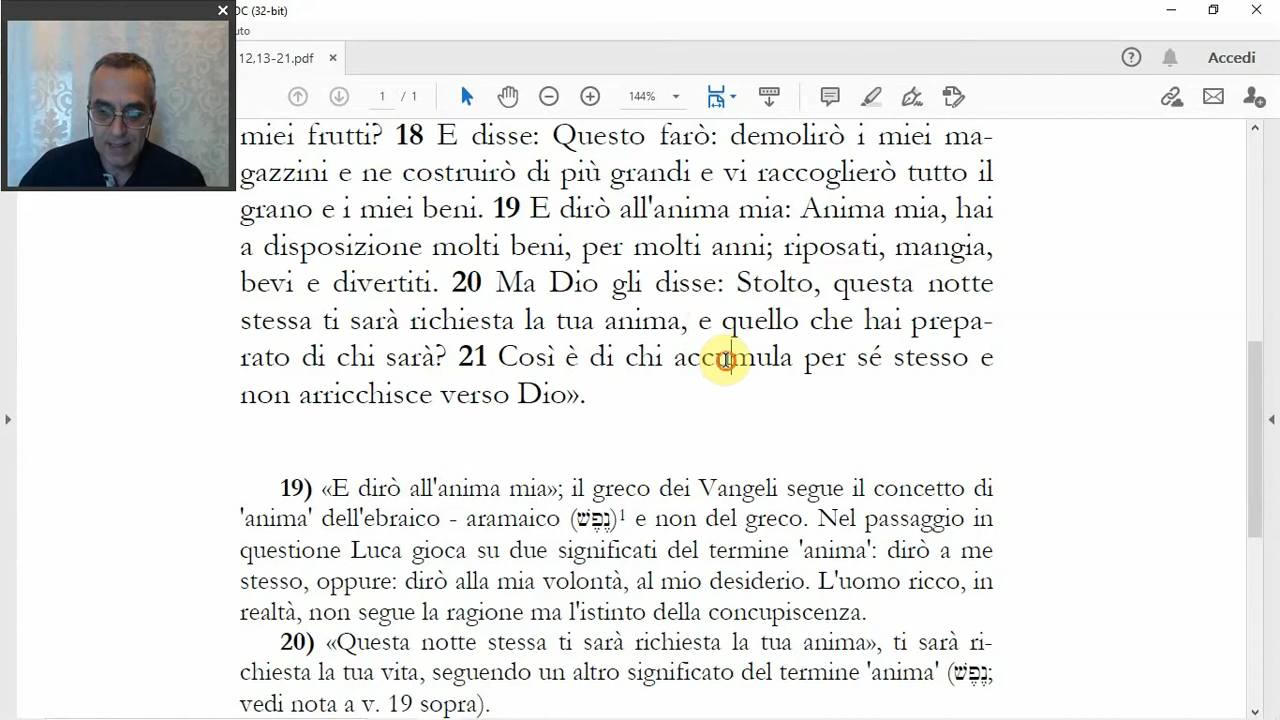 DC (32-bit)
uto
12,13-21.pdf
Accedi
1 / 1
144%
miei frutti? 18 E disse: Questo farò: demolirò i miei ma-
gazzini e ne costruirò di più grandi e vi raccoglierò tutto il
grano e i miei beni. 19 E dirò all'anima mia: Anima mia, hai
a disposizione molti beni, per molti anni; riposati, mangia,
bevi e divertiti. 20 Ma Dio gli disse: Stolto, questa notte
stessa ti sarà richiesta la tua anima, e quello che hai prepa-
rato di chi sarà? 21 Così è di chi accumula per sé stesso e
non arricchisce verso Dio».
19) «E dirò all'anima mia»; il greco dei Vangeli segue il concetto di
'anima' dell'ebraico - aramaico (נֶפֶשׁ)¹ e non del greco. Nel passaggio in
questione Luca gioca su due significati del termine 'anima': dirò a me
stesso, oppure: dirò alla mia volontà, al mio desiderio. L'uomo ricco, in
realtà, non segue la ragione ma l'istinto della concupiscenza.
20) «Questa notte stessa ti sarà richiesta la tua anima», ti sarà ri-
chiesta la tua vita, seguendo un altro significato del termine 'anima' (נֶפֶשׁ;
vedi nota a v. 19 sopra).